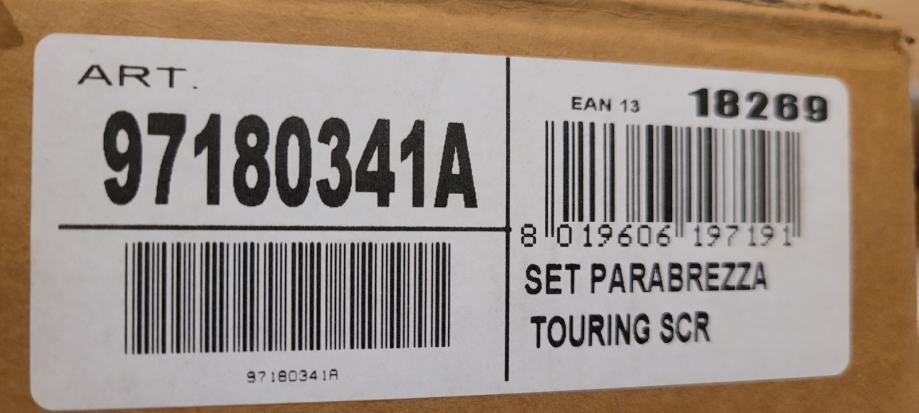 ART.
97180341A
97180341A
EAN 13 18269
8 019606 197191
SET PARABREZZA
TOURING SCR